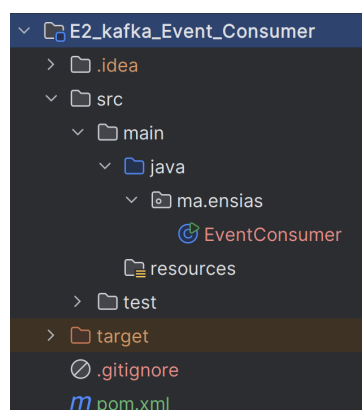 E2_kafka_Event_Consumer
.idea
src
main
java
ma.ensias
EventConsumer
resources
test
target
.gitignore
pom.xml